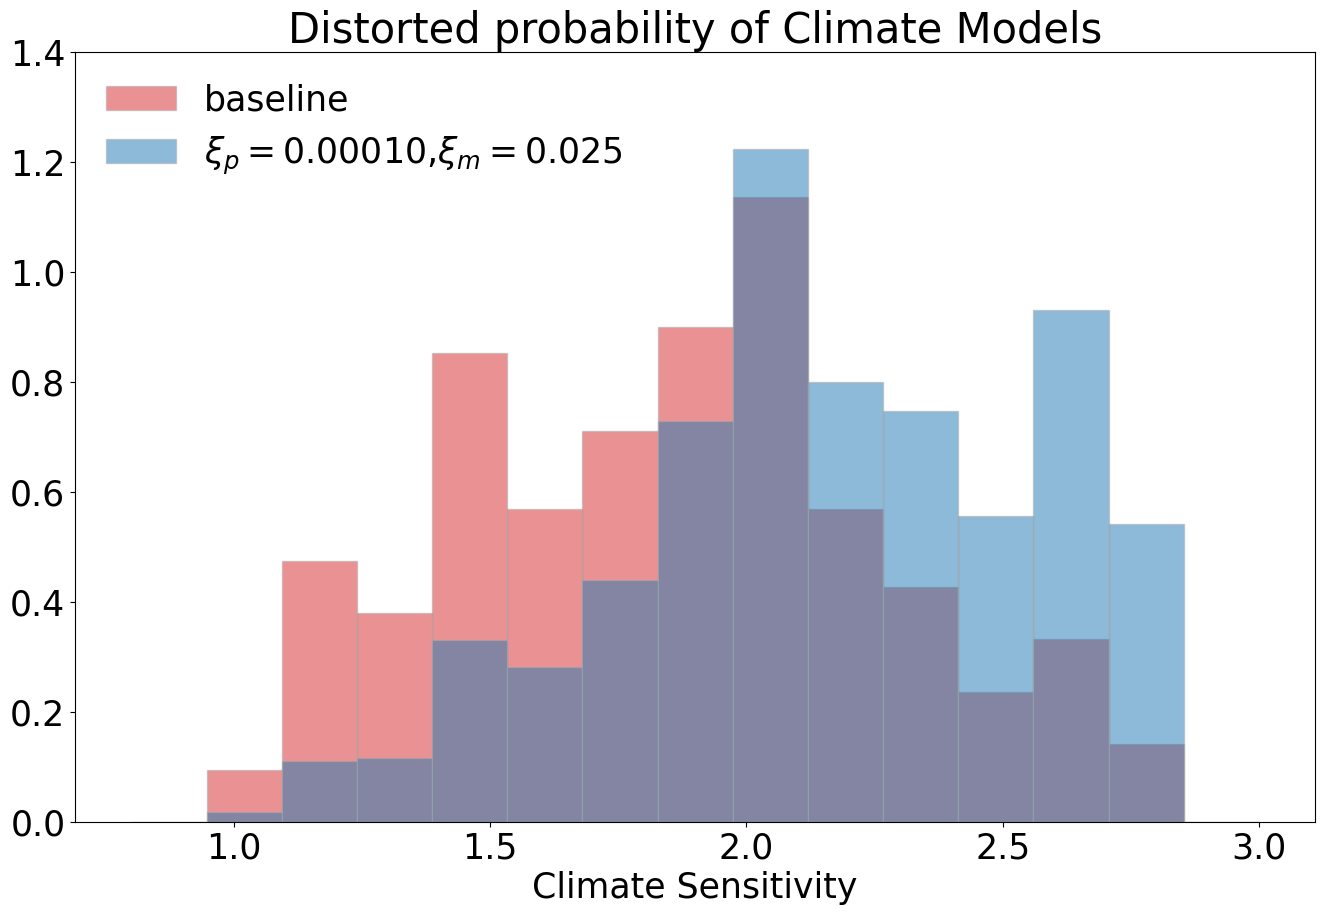 Distorted probability of Climate Models
baseline
ξₚ = 0.00010,ξₘ = 0.025
1.4
1.2
1.0
0.8
0.6
0.4
0.2
0.0
1.0 1.5 2.0 2.5 3.0
Climate Sensitivity